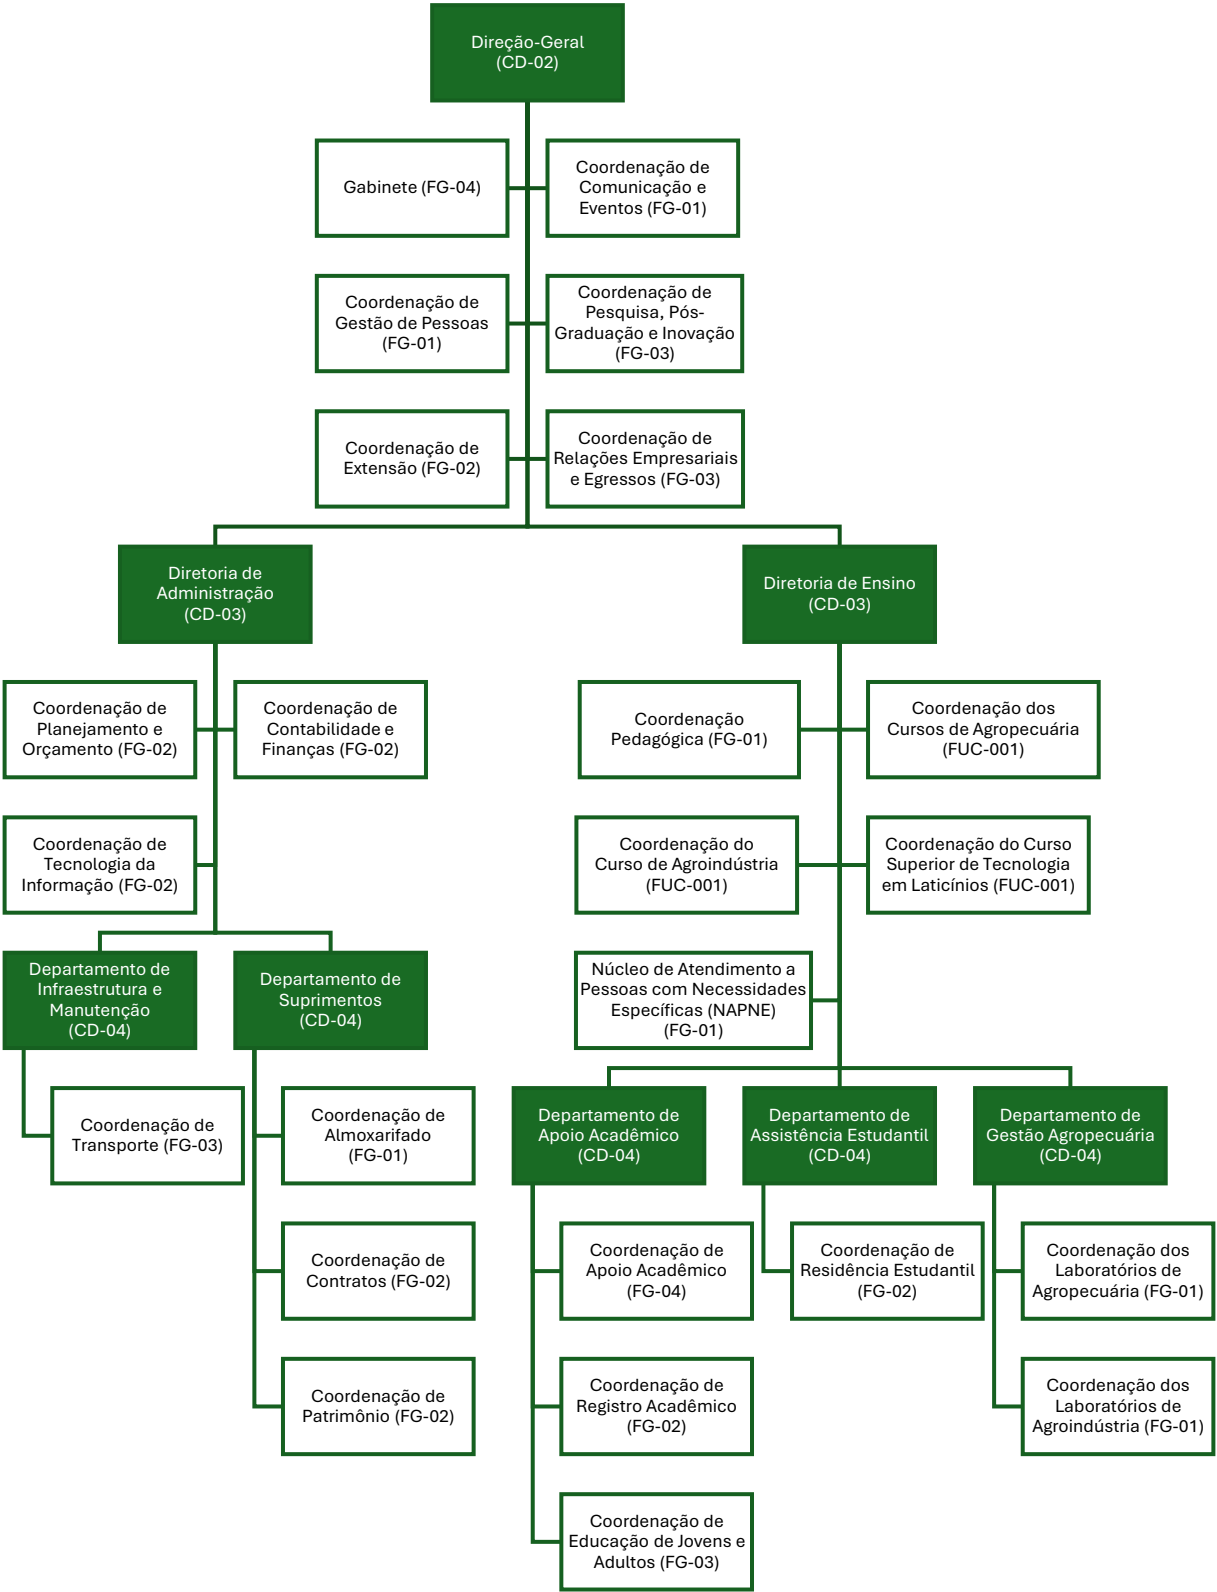 Direção-Geral
(CD-02)
Gabinete (FG-04)
Coordenação de
Comunicação e
Eventos (FG-01)
Coordenação de
Gestão de Pessoas
(FG-01)
Coordenação de
Pesquisa, Pós-
Graduação e Inovação
(FG-03)
Coordenação de
Extensão (FG-02)
Coordenação de
Relações Empresariais
e Egressos (FG-03)
Diretoria de
Administração
(CD-03)
Diretoria de Ensino
(CD-03)
Coordenação de
Planejamento e
Orçamento (FG-02)
Coordenação de
Contabilidade e
Finanças (FG-02)
Coordenação
Pedagógica (FG-01)
Coordenação dos
Cursos de Agropecuária
(FUC-001)
Coordenação de
Tecnologia da
Informação (FG-02)
Coordenação do
Curso de Agroindústria
(FUC-001)
Coordenação do Curso
Superior de Tecnologia
em Laticínios (FUC-001)
Departamento de
Infraestrutura e
Manutenção
(CD-04)
Departamento de
Suprimentos
(CD-04)
Núcleo de Atendimento a
Pessoas com Necessidades
Específicas (NAPNE)
(FG-01)
Coordenação de
Transporte (FG-03)
Coordenação de
Almoxarifado
(FG-01)
Departamento de
Apoio Acadêmico
(CD-04)
Departamento de
Assistência Estudantil
(CD-04)
Departamento de
Gestão Agropecuária
(CD-04)
Coordenação de
Contratos (FG-02)
Coordenação de
Apoio Acadêmico
(FG-04)
Coordenação de
Residência Estudantil
(FG-02)
Coordenação dos
Laboratórios de
Agropecuária (FG-01)
Coordenação de
Patrimônio (FG-02)
Coordenação de
Registro Acadêmico
(FG-02)
Coordenação dos
Laboratórios de
Agroindústria (FG-01)
Coordenação de
Educação de Jovens e
Adultos (FG-03)